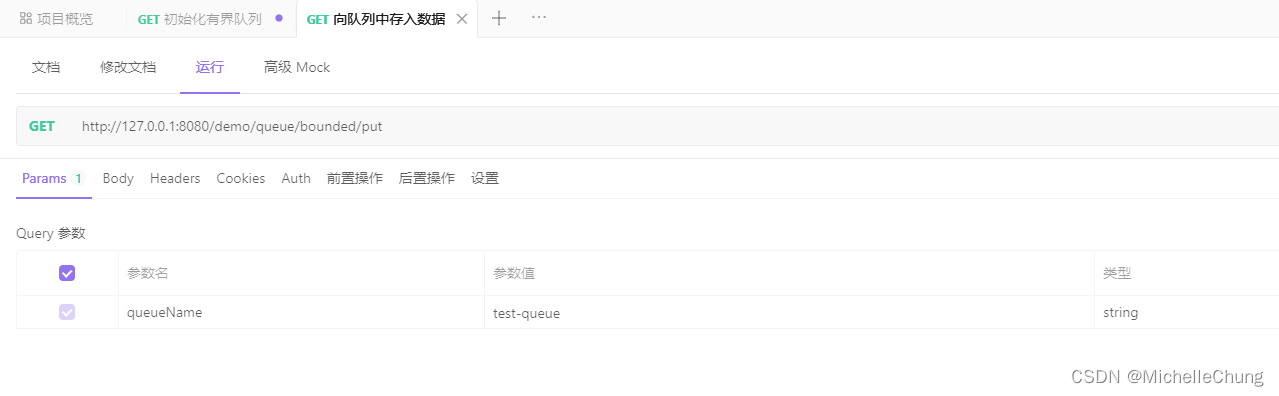 项目概览 GET 初始化有界队列 GET 向队列中存入数据
文档 修改文档 运行 高级 Mock
GET http://127.0.0.1:8080/demo/queue/bounded/put
Params 1 Body Headers Cookies Auth 前置操作 后置操作 设置
Query 参数
参数名 参数值 类型
queueName test-queue string
CSDN @MichelleChung